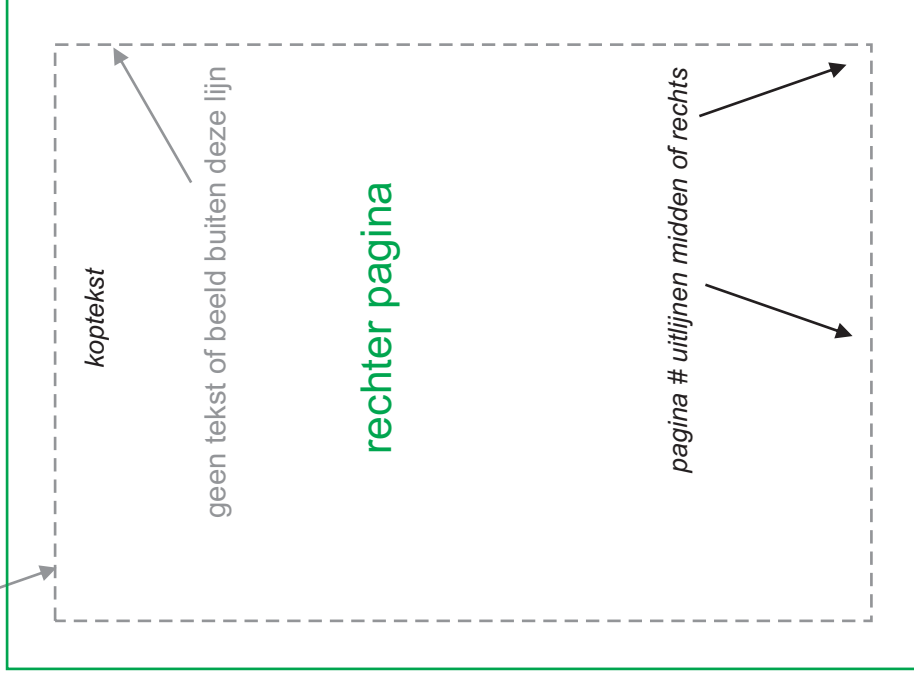 koptekst
geen tekst of beeld buiten deze lijn
rechter pagina
pagina # uitlijnen midden of rechts